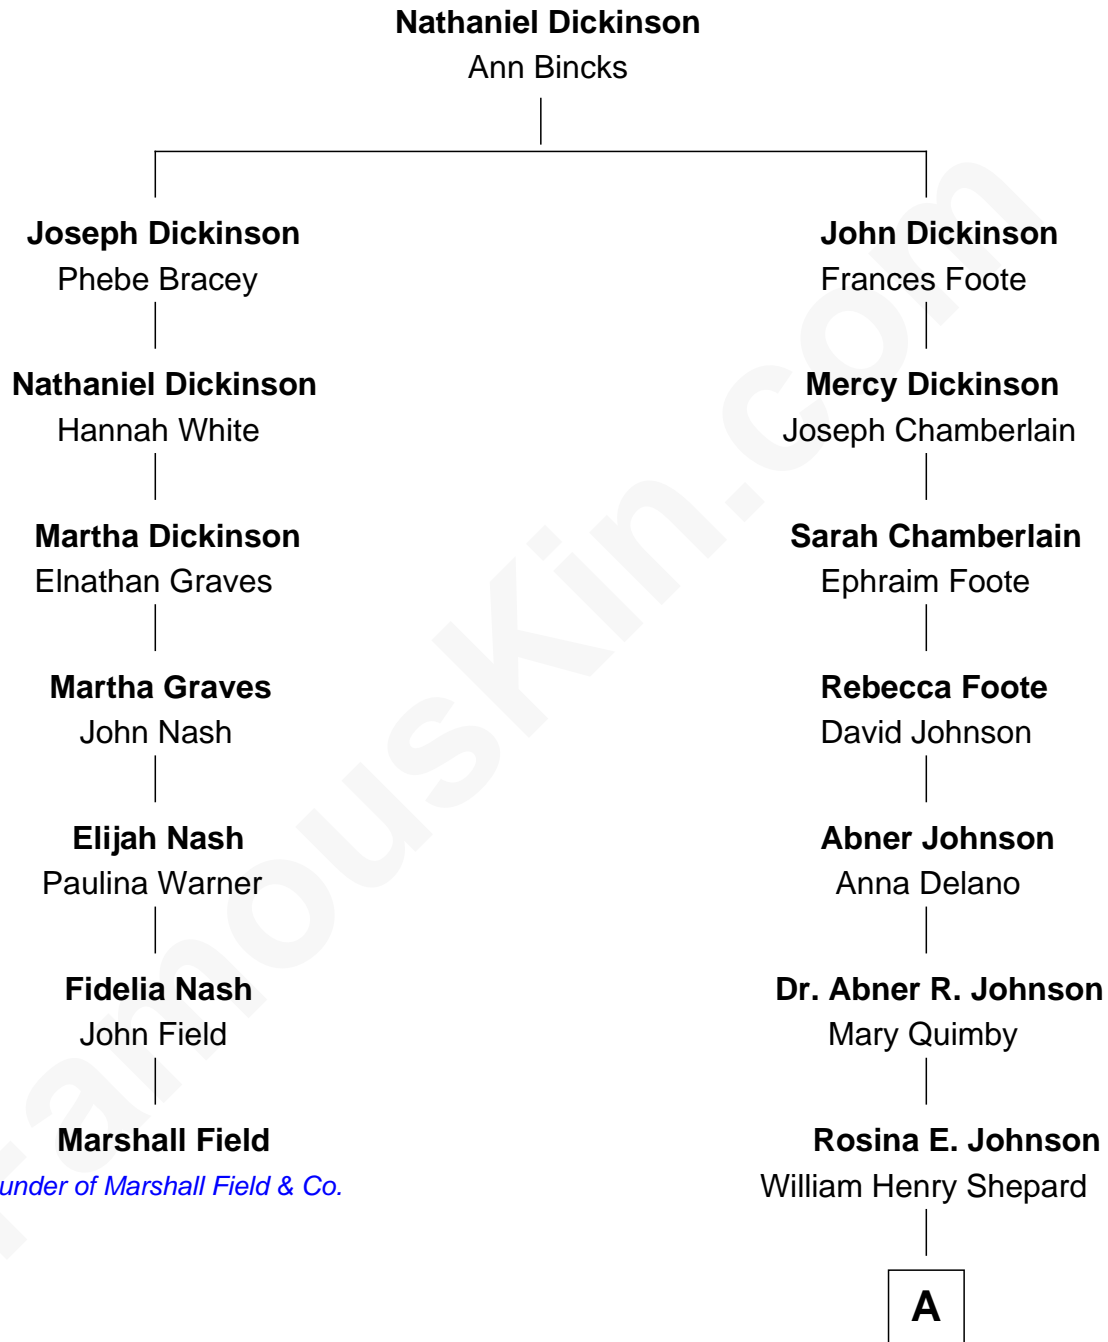 Nathaniel Dickinson
Ann Bincks
Joseph Dickinson
Phebe Bracey
Nathaniel Dickinson
Hannah White
Martha Dickinson
Elnathan Graves
Martha Graves
John Nash
Elijah Nash
Paulina Warner
Fidelia Nash
John Field
Marshall Field
under of Marshall Field & Co.
John Dickinson
Frances Foote
Mercy Dickinson
Joseph Chamberlain
Sarah Chamberlain
Ephraim Foote
Rebecca Foote
David Johnson
Abner Johnson
Anna Delano
Dr. Abner R. Johnson
Mary Quimby
Rosina E. Johnson
William Henry Shepard
A
FamousKin.com